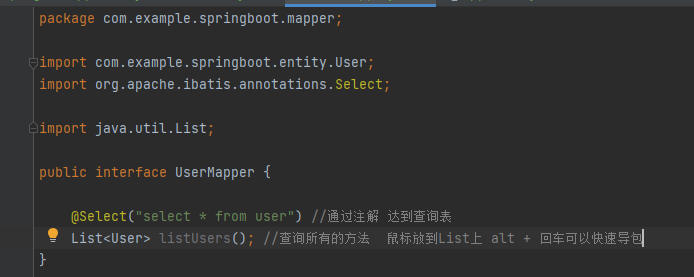 package com.example.springboot.mapper;
import com.example.springboot.entity.User;
import org.apache.ibatis.annotations.Select;
import java.util.List;
public interface UserMapper {
@Select("select * from user") //通过注解 达到查询表
List<User> listUsers(); //查询所有的方法  鼠标放到List上 alt + 回车可以快速导包
}